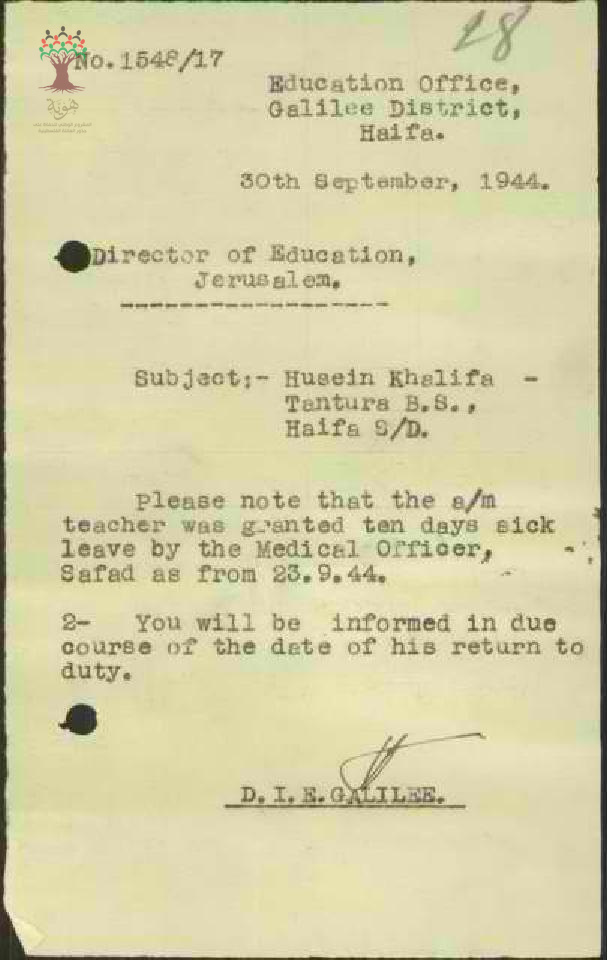 28
No.1548/17
هوية
Education Office,
Galilee District,
Haifa.
30th September, 1944.
Director of Education,
Jerusalem.
Subject:- Husein Khalifa -
Tantura B.S.,
Haifa S/D.
Please note that the a/m
teacher was granted ten days sick
leave by the Medical Officer,
Safad as from 23.9.44.
2- You will be informed in due
course of the date of his return to
duty.
D.I.E.GALILEE.